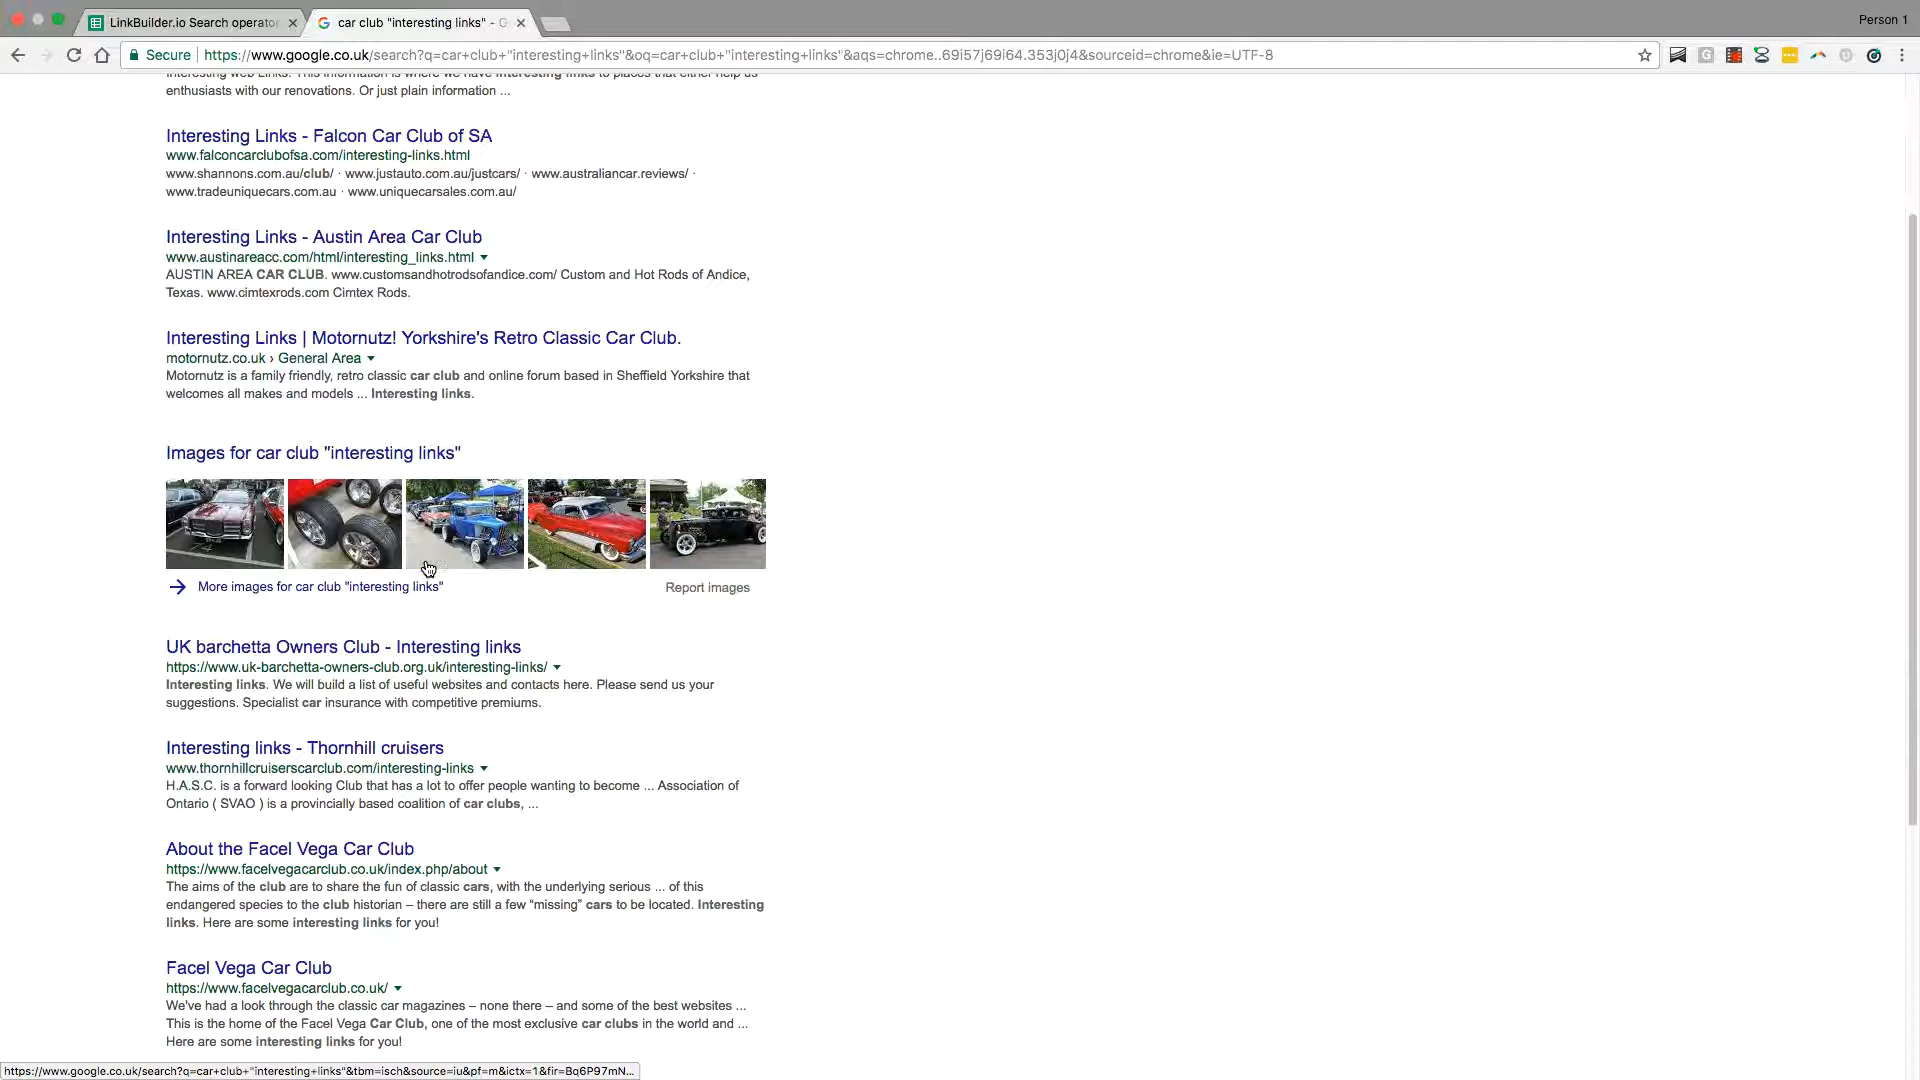 LinkBuilder.io Search operator
car club "interesting links" - G
Person 1
Secure
https://www.google.co.uk/search?q=car+club+"interesting+links"&oq=car+club+"interesting+links"&aqs=chrome..69i57j69i64.353j0j4&sourceid=chrome&ie=UTF-8
interesting web Links. This information is where we have interesting links to places that either help us
enthusiasts with our renovations. Or just plain information ...
Interesting Links - Falcon Car Club of SA
www.falconcarclubofsa.com/interesting-links.html
www.shannons.com.au/club/ · www.justauto.com.au/justcars/ · www.australiancar.reviews/ ·
www.tradeuniquecars.com.au · www.uniquecarsales.com.au/
Interesting Links - Austin Area Car Club
www.austinareacc.com/html/interesting_links.html
AUSTIN AREA CAR CLUB. www.customsandhotrodsofandice.com/ Custom and Hot Rods of Andice,
Texas. www.cimtexrods.com Cimtex Rods.
Interesting Links | Motornutz! Yorkshire's Retro Classic Car Club.
motornutz.co.uk › General Area
Motornutz is a family friendly, retro classic car club and online forum based in Sheffield Yorkshire that
welcomes all makes and models ... Interesting links.
Images for car club "interesting links"
More images for car club "interesting links"
Report images
UK barchetta Owners Club - Interesting links
https://www.uk-barchetta-owners-club.org.uk/interesting-links/
Interesting links. We will build a list of useful websites and contacts here. Please send us your
suggestions. Specialist car insurance with competitive premiums.
Interesting links - Thornhill cruisers
www.thornhillcruiserscarclub.com/interesting-links
H.A.S.C. is a forward looking Club that has a lot to offer people wanting to become ... Association of
Ontario ( SVAO ) is a provincially based coalition of car clubs, ...
About the Facel Vega Car Club
https://www.facelvegacarclub.co.uk/index.php/about
The aims of the club are to share the fun of classic cars, with the underlying serious ... of this
endangered species to the club historian – there are still a few “missing” cars to be located. Interesting
links. Here are some interesting links for you!
Facel Vega Car Club
https://www.facelvegacarclub.co.uk/
We've had a look through the classic car magazines – none there – and some of the best websites ...
This is the home of the Facel Vega Car Club, one of the most exclusive car clubs in the world and ...
Here are some interesting links for you!
https://www.google.co.uk/search?q=car+club+"interesting+links"&tbm=isch&source=iu&pf=m&ictx=1&fir=Bq6P97mN...